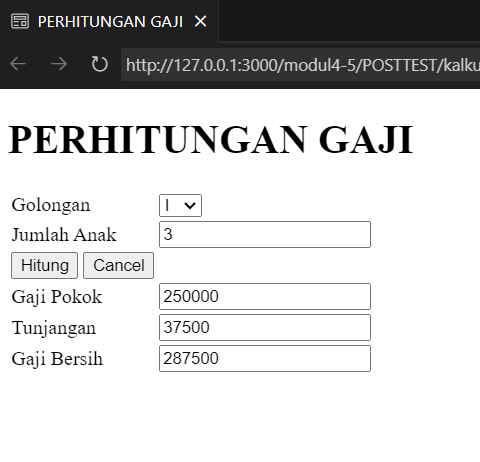 PERHITUNGAN GAJI
http://127.0.0.1:3000/modul4-5/POSTTEST/kalku
PERHITUNGAN GAJI
Golongan I
Jumlah Anak 3
Hitung Cancel
Gaji Pokok 250000
Tunjangan 37500
Gaji Bersih 287500